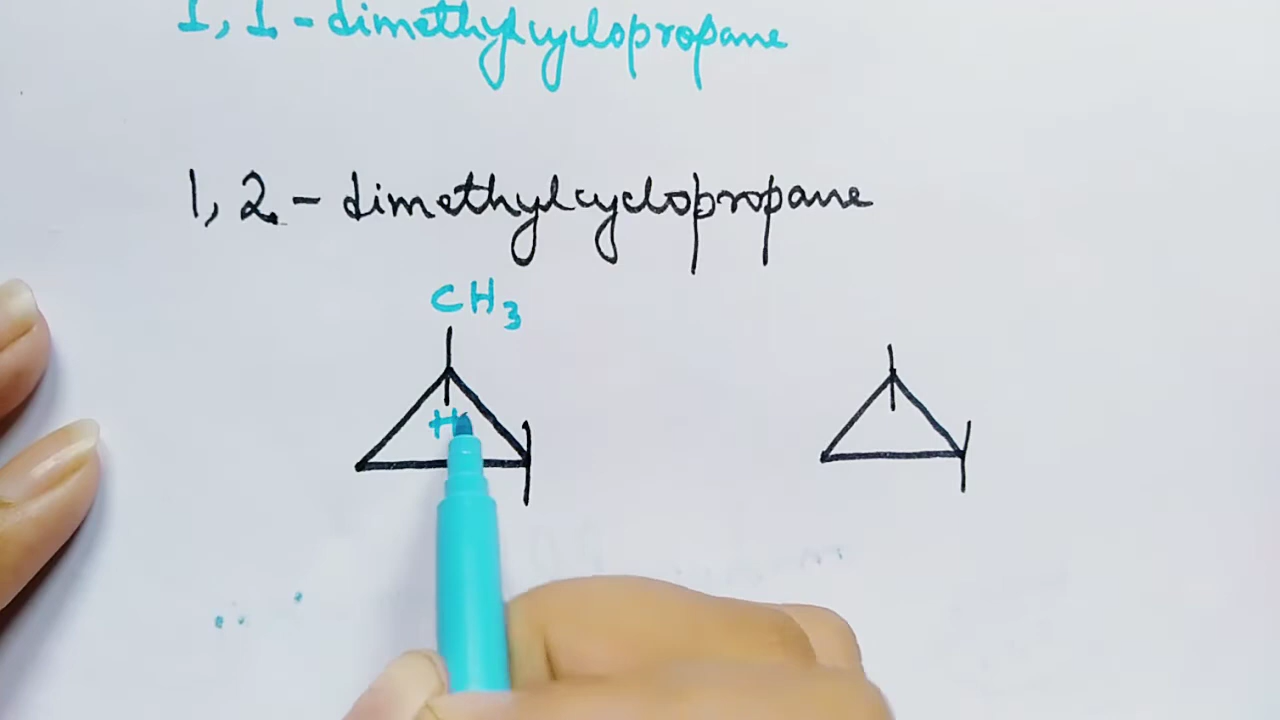 1, 1 - dimethylcyclopropane
1, 2 - dimethylcyclopropane
CH3
H